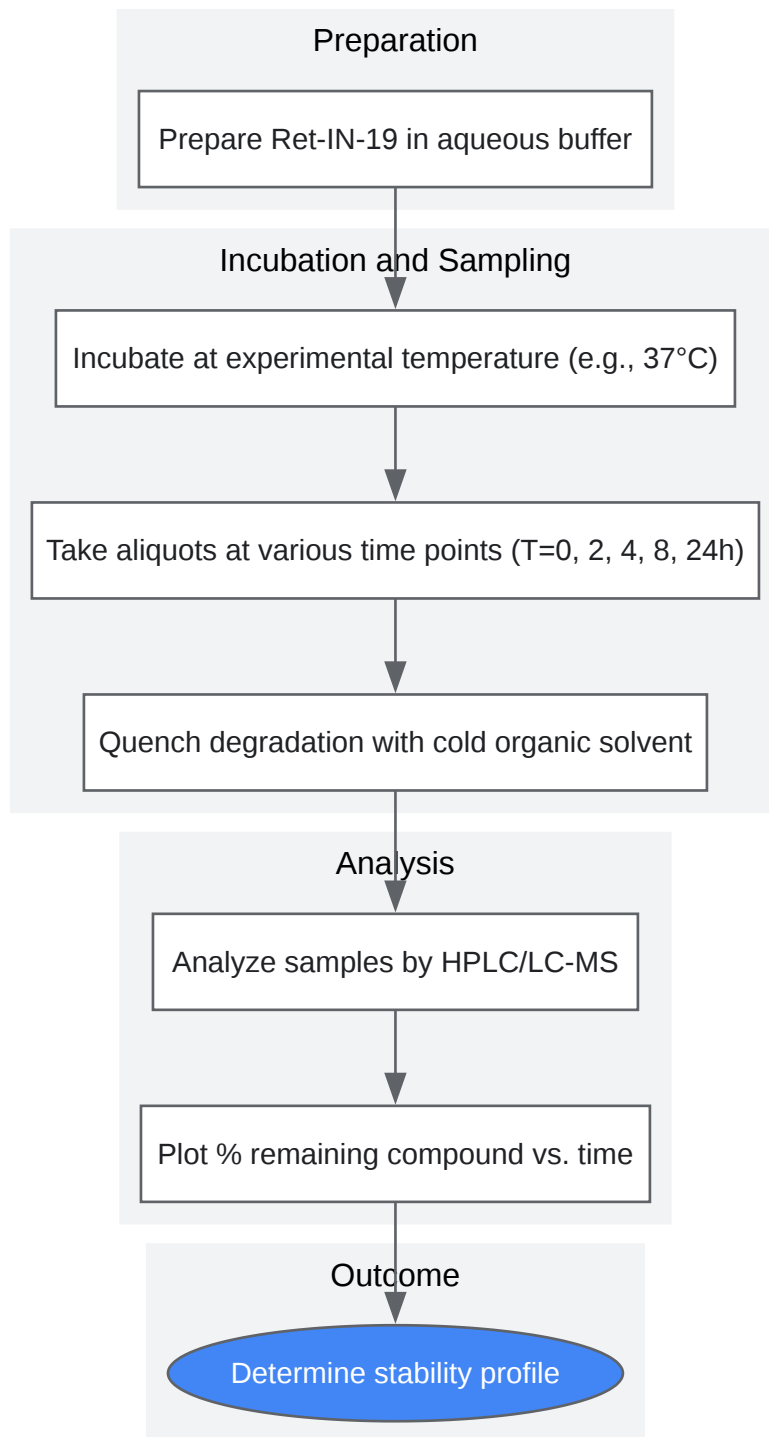 Preparation
Prepare Ret-IN-19 in aqueous buffer
Incubation and Sampling
Incubate at experimental temperature (e.g., 37°C)
Take aliquots at various time points (T=0, 2, 4, 8, 24h)
Quench degradation with cold organic solvent
Analysis
Analyze samples by HPLC/LC-MS
Plot % remaining compound vs. time
Outcome
Determine stability profile